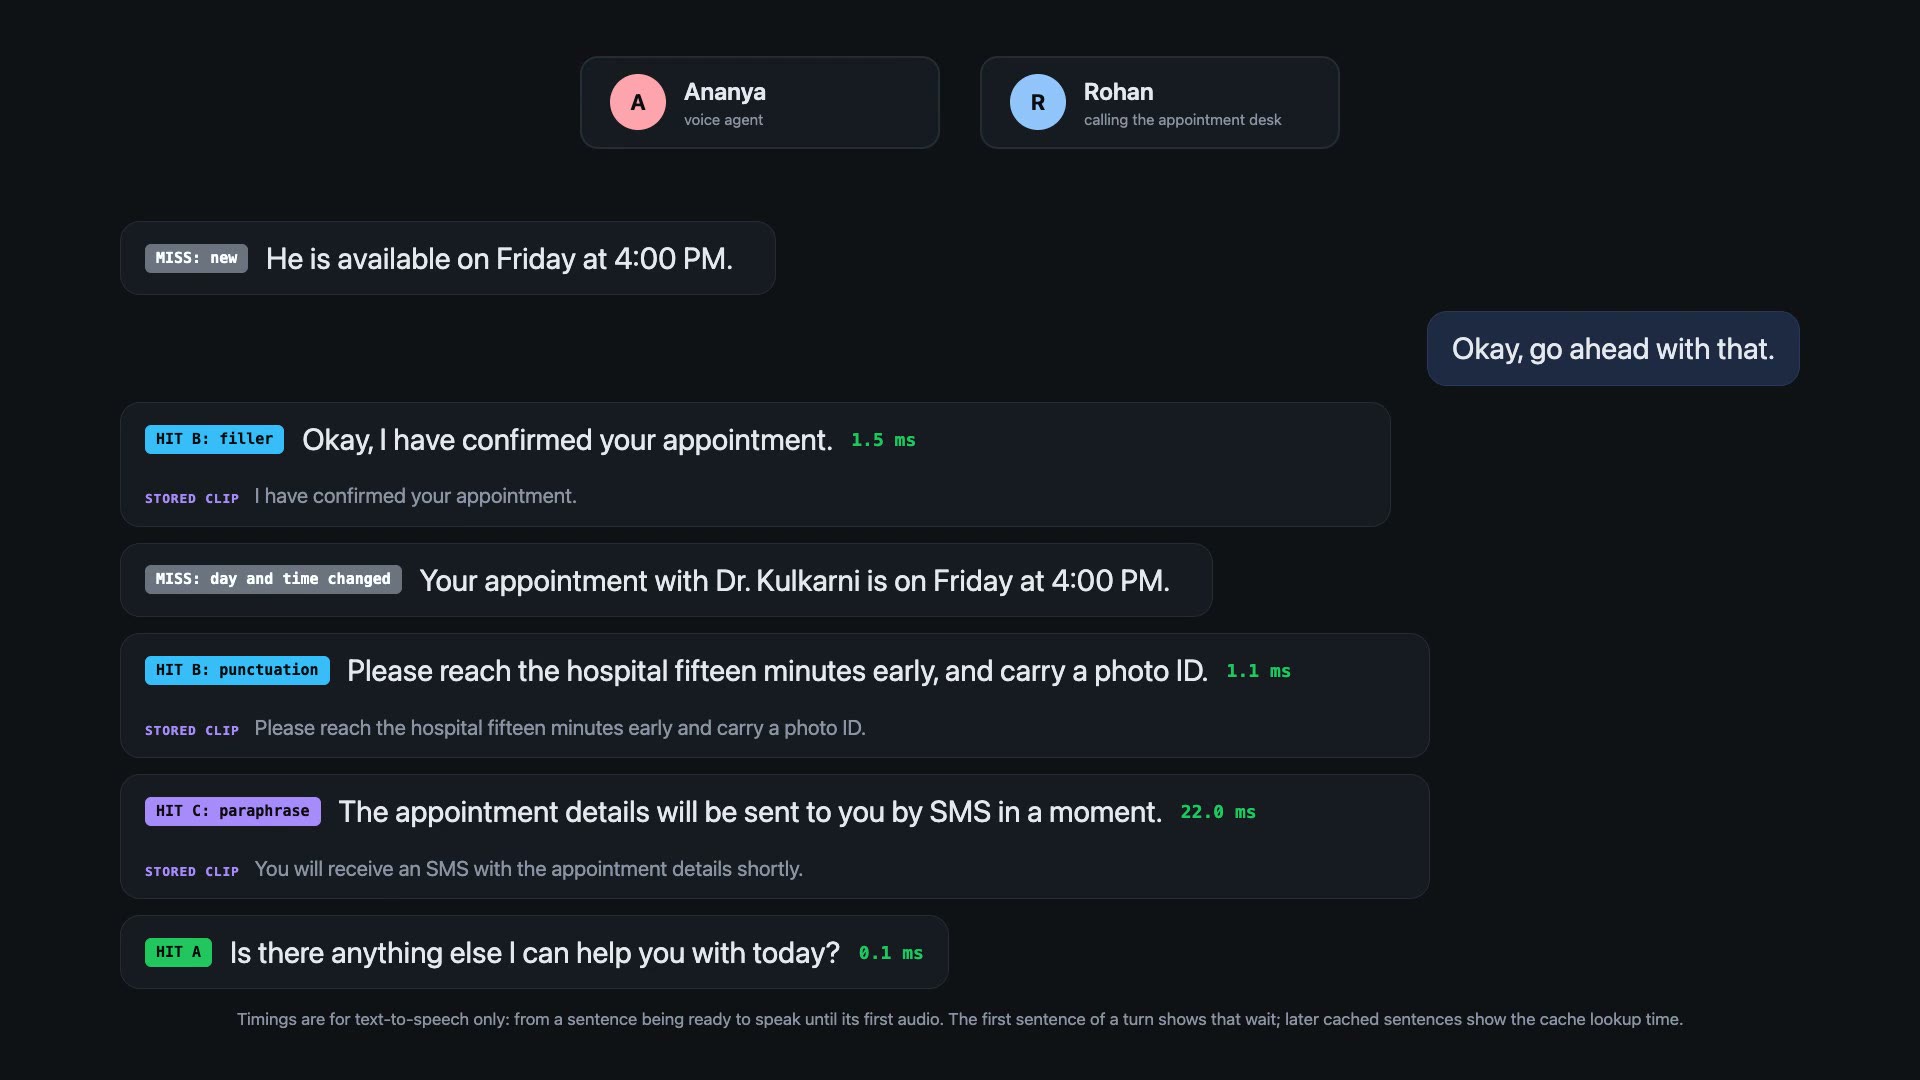 A
Ananya
voice agent
R
Rohan
calling the appointment desk
MISS: new He is available on Friday at 4:00 PM.
Okay, go ahead with that.
HIT B: filler Okay, I have confirmed your appointment. 1.5 ms
STORED CLIP I have confirmed your appointment.
MISS: day and time changed Your appointment with Dr. Kulkarni is on Friday at 4:00 PM.
HIT B: punctuation Please reach the hospital fifteen minutes early, and carry a photo ID. 1.1 ms
STORED CLIP Please reach the hospital fifteen minutes early and carry a photo ID.
HIT C: paraphrase The appointment details will be sent to you by SMS in a moment. 22.0 ms
STORED CLIP You will receive an SMS with the appointment details shortly.
HIT A Is there anything else I can help you with today? 0.1 ms
Timings are for text-to-speech only: from a sentence being ready to speak until its first audio. The first sentence of a turn shows that wait; later cached sentences show the cache lookup time.